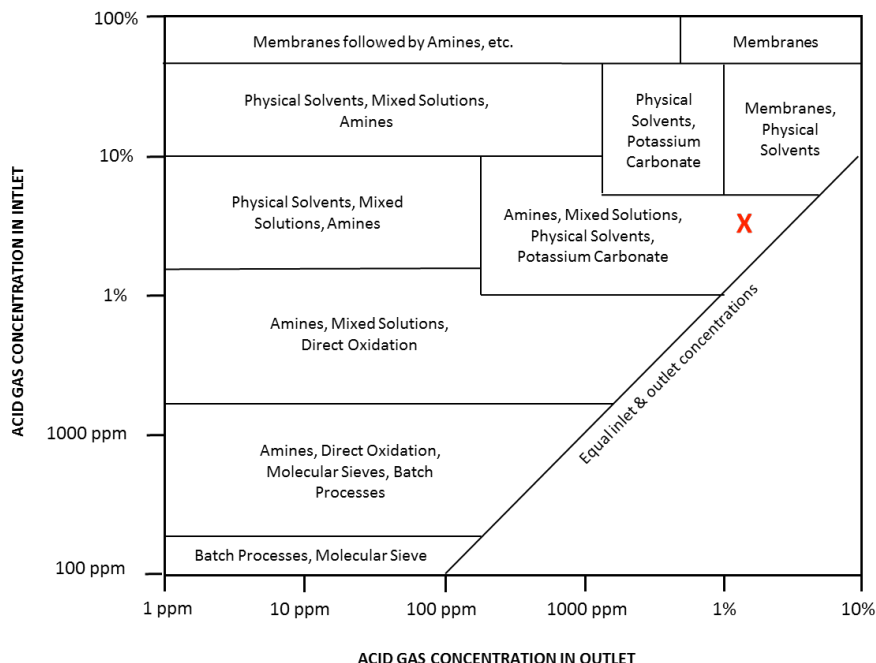 100%
Membranes followed by Amines, etc.
Membranes
Physical Solvents, Mixed Solutions,
Amines
Physical
Solvents,
Potassium
Carbonate
Membranes,
Physical
Solvents
10%
Physical Solvents, Mixed
Solutions, Amines
Amines, Mixed Solutions,
Physical Solvents,
Potassium Carbonate
X
1%
Amines, Mixed Solutions,
Direct Oxidation
Equal inlet & outlet concentrations
1000 ppm
Amines, Direct Oxidation,
Molecular Sieves, Batch
Processes
Batch Processes, Molecular Sieve
100 ppm
ACID GAS CONCENTRATION IN INTLET
1 ppm
10 ppm
100 ppm
1000 ppm
1%
10%
ACID GAS CONCENTRATION IN OUTLET